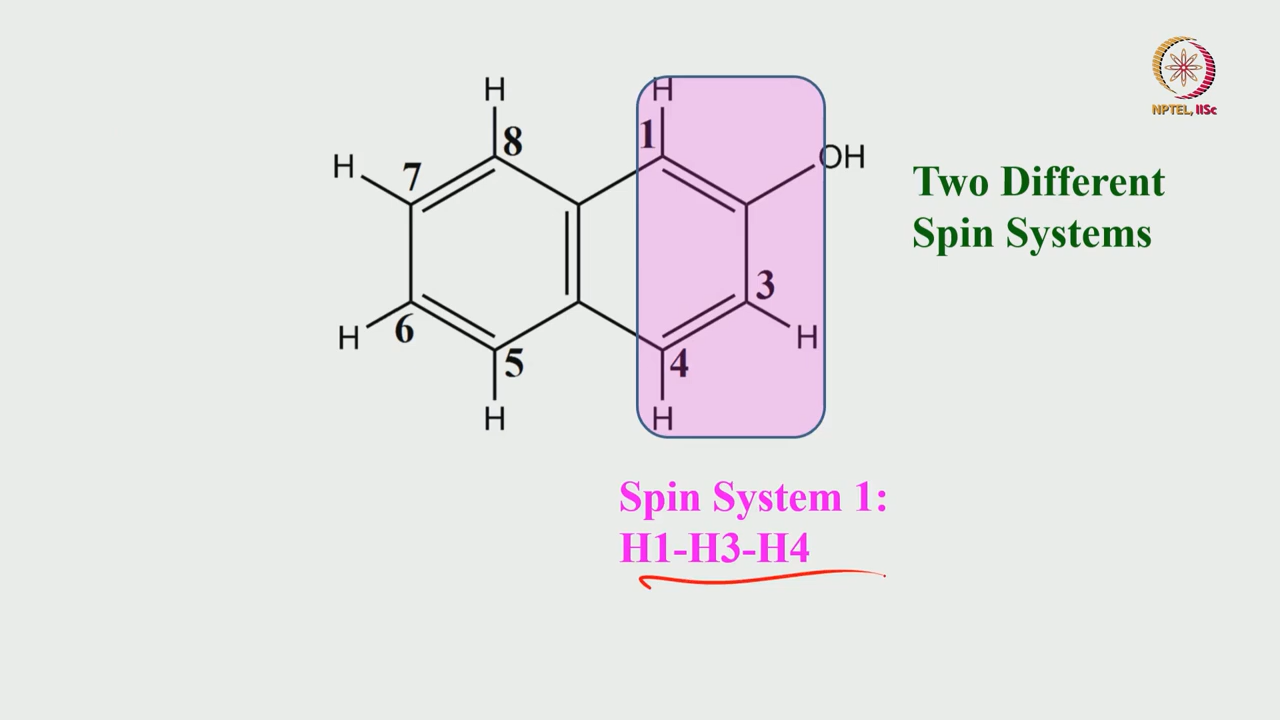 NPTEL, IISc
H
H
8
1
H
7
OH
Two Different
Spin Systems
3
H
6
H
5
4
H
H
Spin System 1:
H1-H3-H4